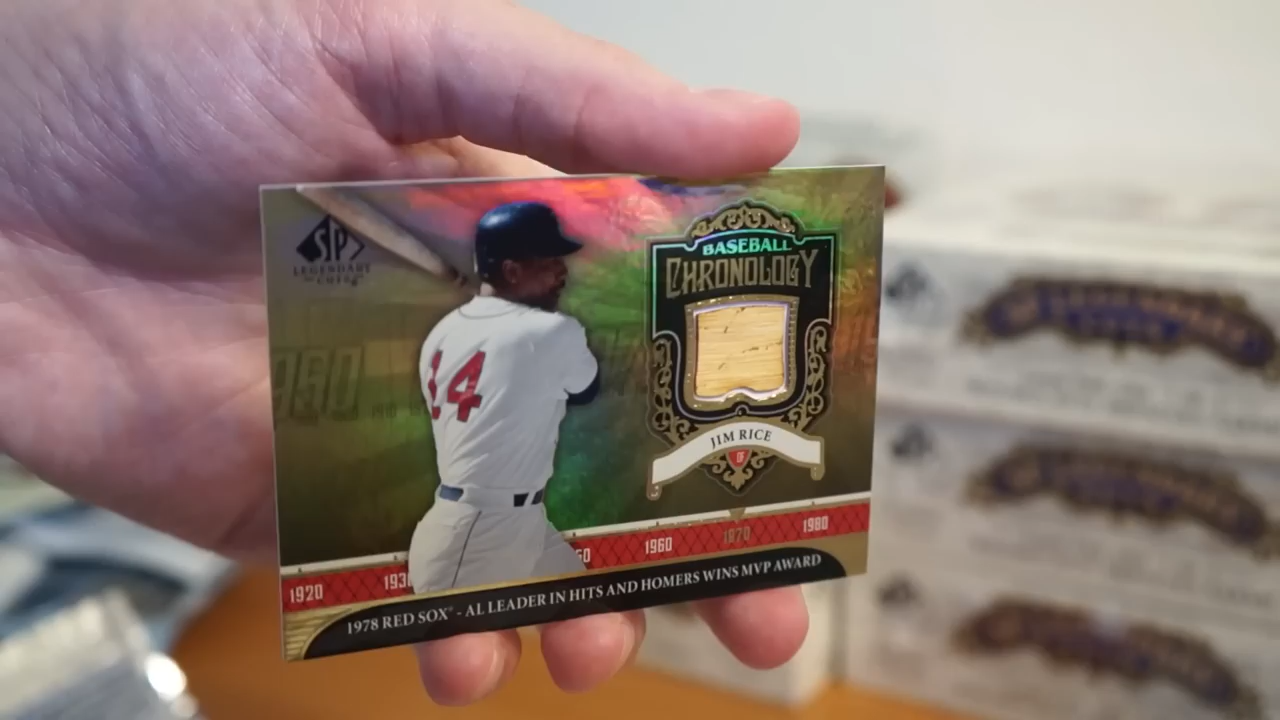 SP
LEGENDARY
CUTS
BASEBALL
CHRONOLOGY
14
JIM RICE
OF
1920
1960
1970
1980
1978 RED SOX® - AL LEADER IN HITS AND HOMERS WINS MVP AWARD